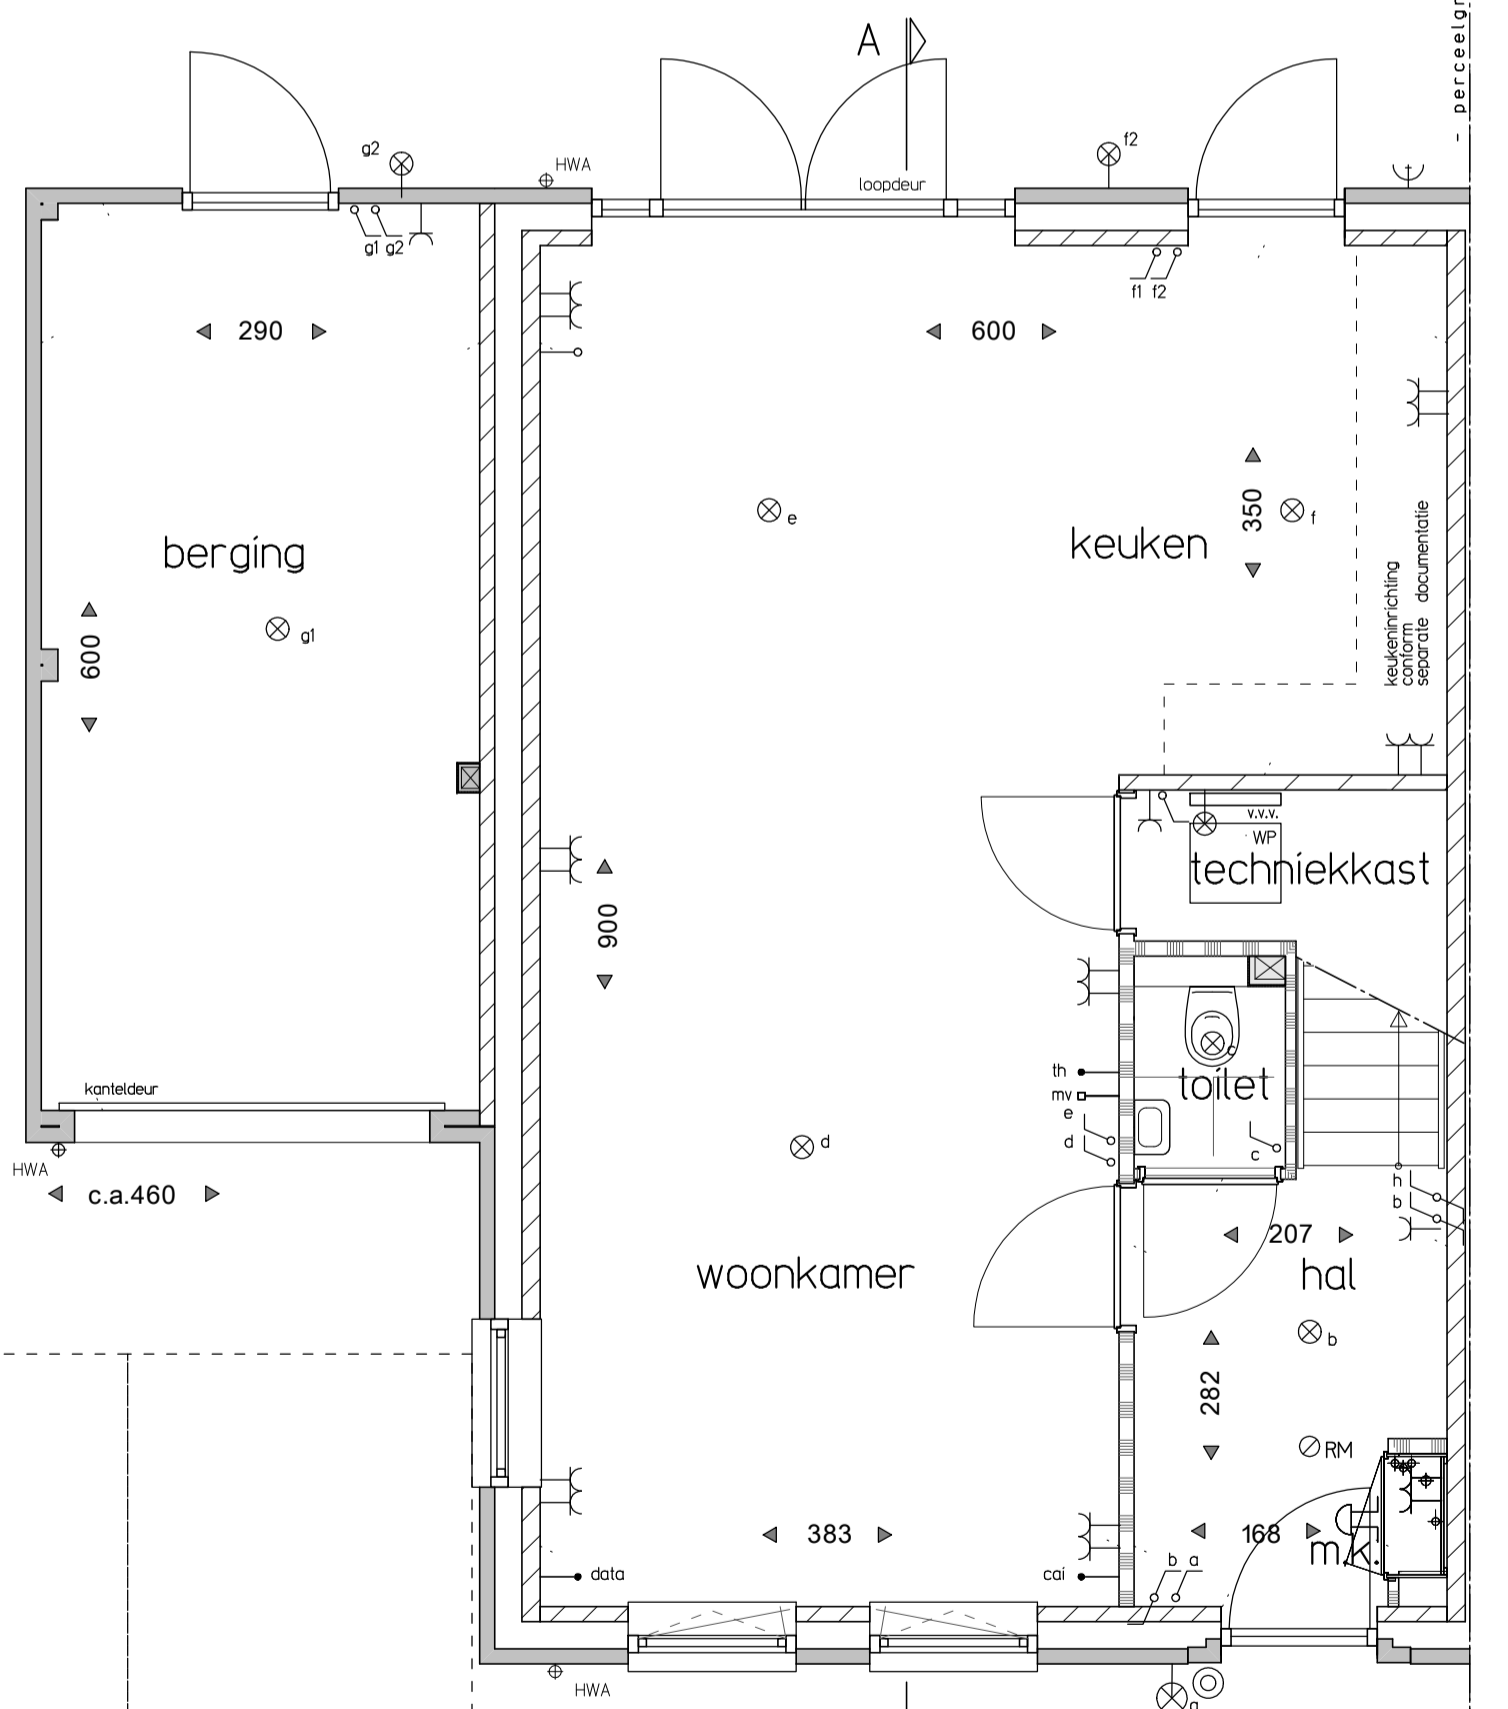 A
- perceelgr
g2
HWA
loopdeur
f2
g1 g2
f1 f2
290
600
berging
600
g1
e
keuken
350
f
keukeninrichting
conform
separate documentatie
v.v.v.
WP
techniekkast
900
c
toilet
th
mv
e
d
c
d
kanteldeur
HWA
c.a.460
h
b
207
hal
woonkamer
b
282
RM
383
168
m.k.
data
cai
b a
HWA
a